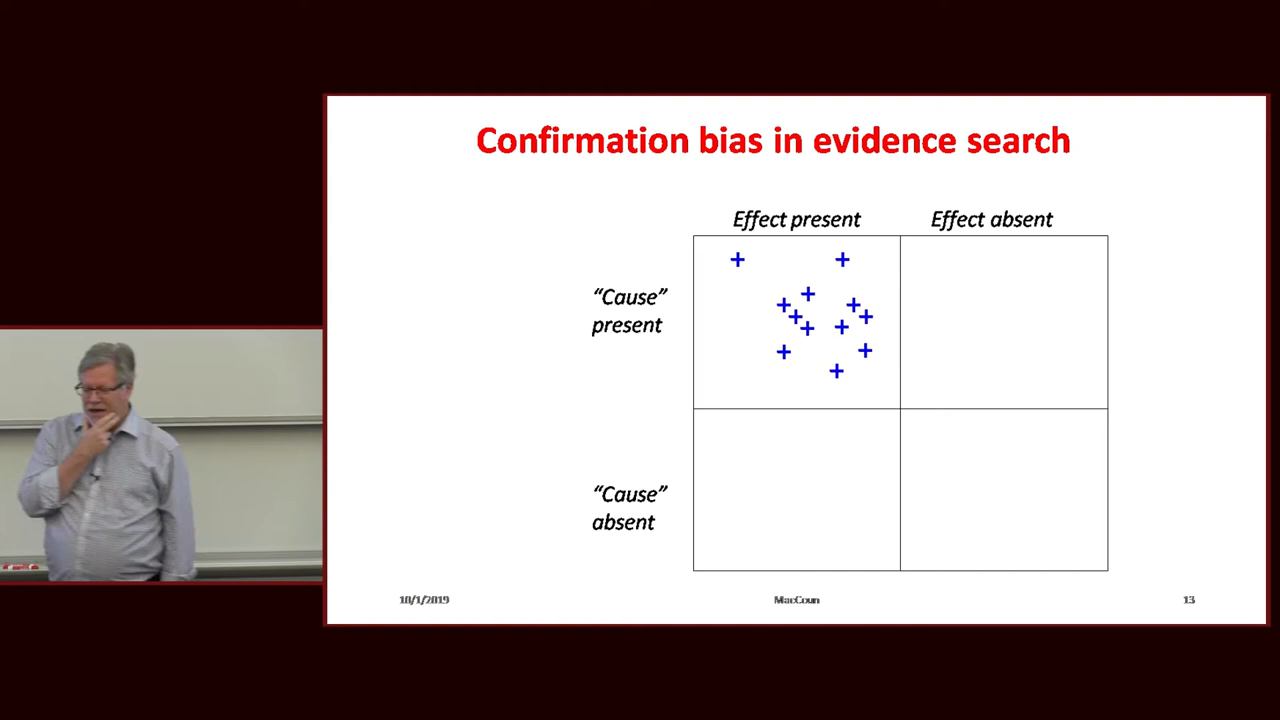 Confirmation bias in evidence search
Effect present
Effect absent
“Cause”
present
“Cause”
absent
10/1/2019
MacCoun
13